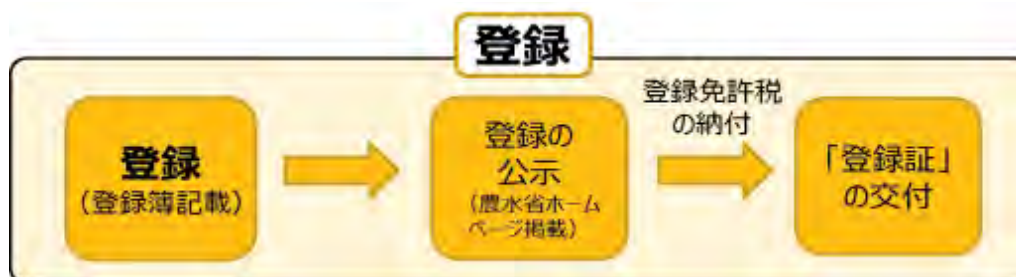 登録
登録
（登録簿記載）
登録の
公示
（農水省ホーム
ページ掲載）
登録免許税
の納付
「登録証」
の交付